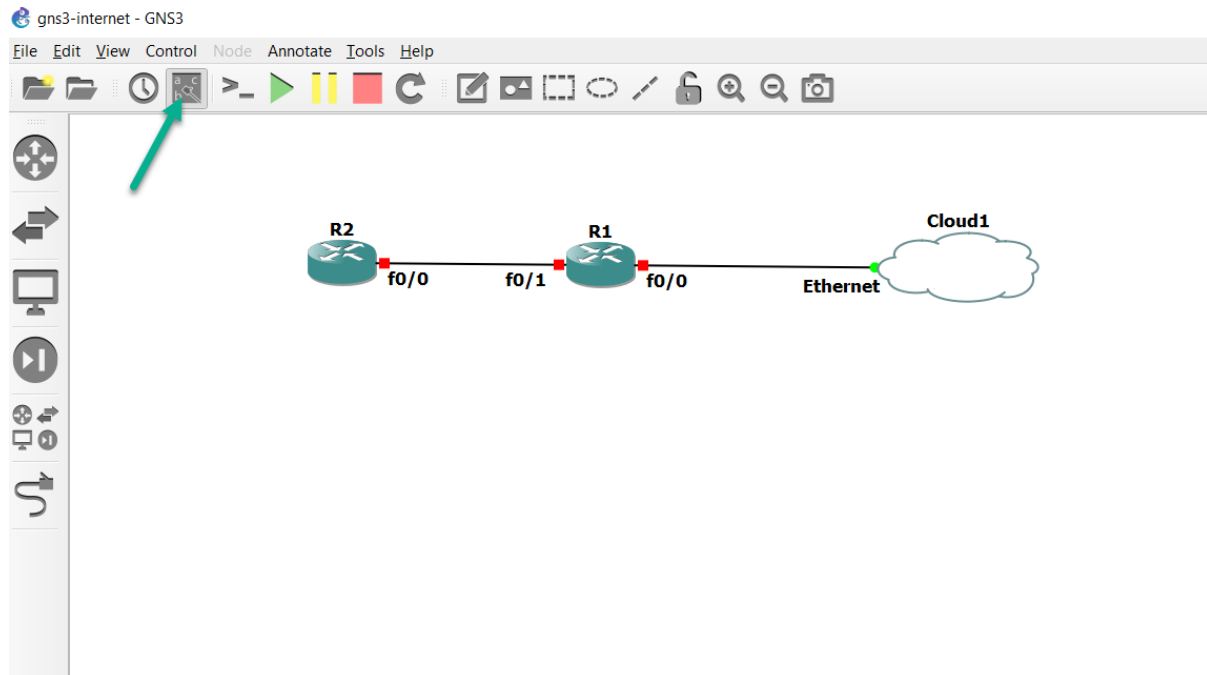 gns3-internet - GNS3
File Edit View Control Node Annotate Tools Help
a c
b
>_
R2
R1
Cloud1
f0/0
f0/1
f0/0
Ethernet